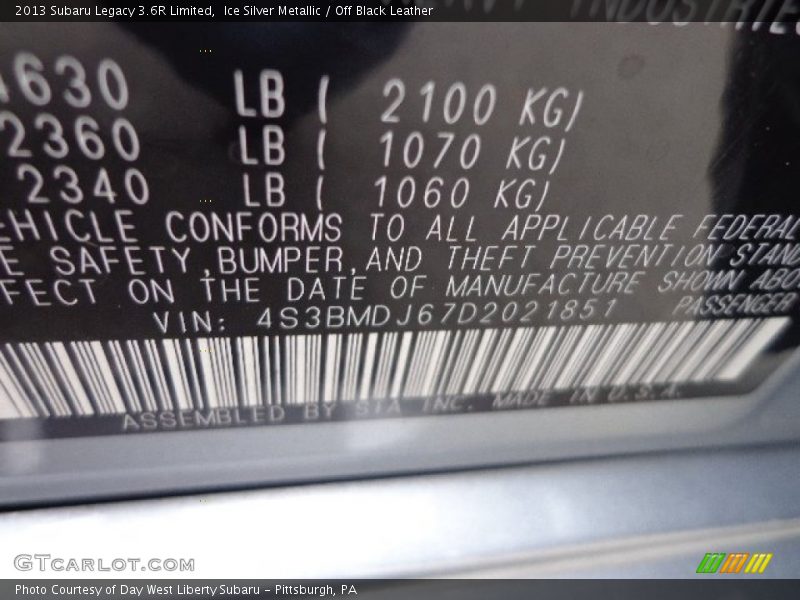 2013 Subaru Legacy 3.6R Limited, Ice Silver Metallic / Off Black Leather
4630 LB ( 2100 KG)
2360 LB ( 1070 KG)
2340 LB ( 1060 KG)
EHICLE CONFORMS TO ALL APPLICABLE FEDERAL
E SAFETY,BUMPER,AND THEFT PREVENTION STAND
FFECT ON THE DATE OF MANUFACTURE SHOWN ABO
VIN: 4S3BMDJ67D2021851 PASSENGER
ASSEMBLED BY SIA INC. MADE IN U.S.A.
GTCARLOT.COM
Photo Courtesy of Day West Liberty Subaru - Pittsburgh, PA